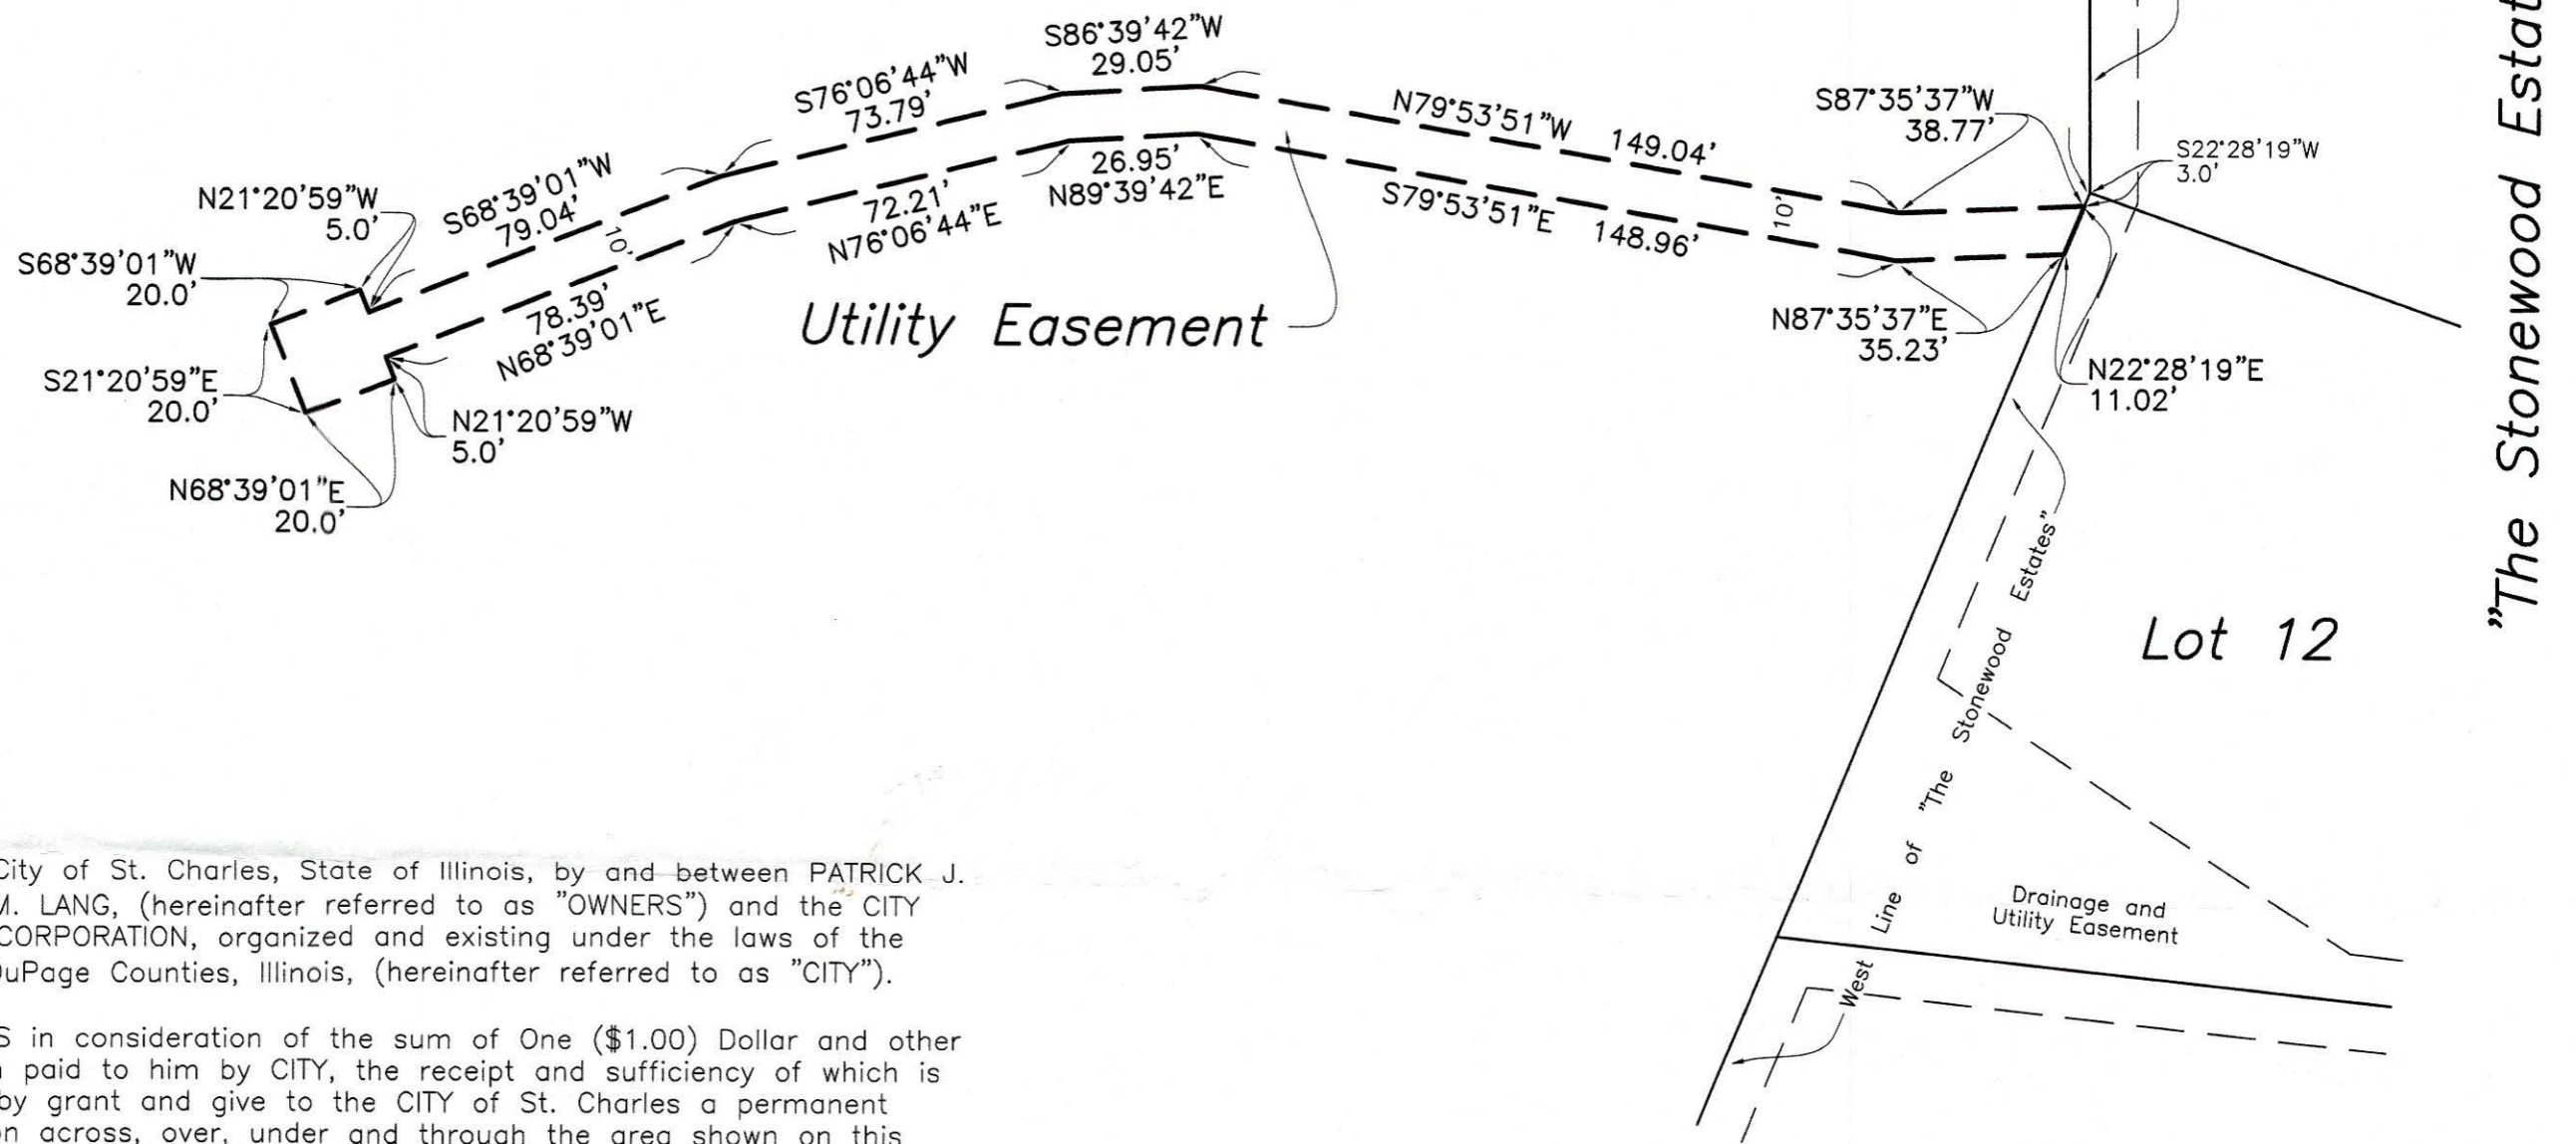 S86°39'42"W
29.05'
S76°06'44"W
73.79'
N79°53'51"W 149.04'
S87°35'37"W
38.77'
S22°28'19"W
3.0'
N21°20'59"W
5.0'
S68°39'01"W
79.04'
10'
26.95'
N89°39'42"E
72.21'
N76°06'44"E
S79°53'51"E 148.96'
10'
S68°39'01"W
20.0'
78.39'
N68°39'01"E
Utility Easement
N87°35'37"E
35.23'
S21°20'59"E
20.0'
N21°20'59"W
5.0'
N22°28'19"E
11.02'
N68°39'01"E
20.0'
"The Stonewood Estat
Lot 12
West Line of "The Stonewood Estates"
Drainage and
Utility Easement
City of St. Charles, State of Illinois, by and between PATRICK J.
M. LANG, (hereinafter referred to as "OWNERS") and the CITY
CORPORATION, organized and existing under the laws of the
DuPage Counties, Illinois, (hereinafter referred to as "CITY").
S in consideration of the sum of One ($1.00) Dollar and other
paid to him by CITY, the receipt and sufficiency of which is
by grant and give to the CITY of St. Charles a permanent
on across, over, under and through the area shown on this